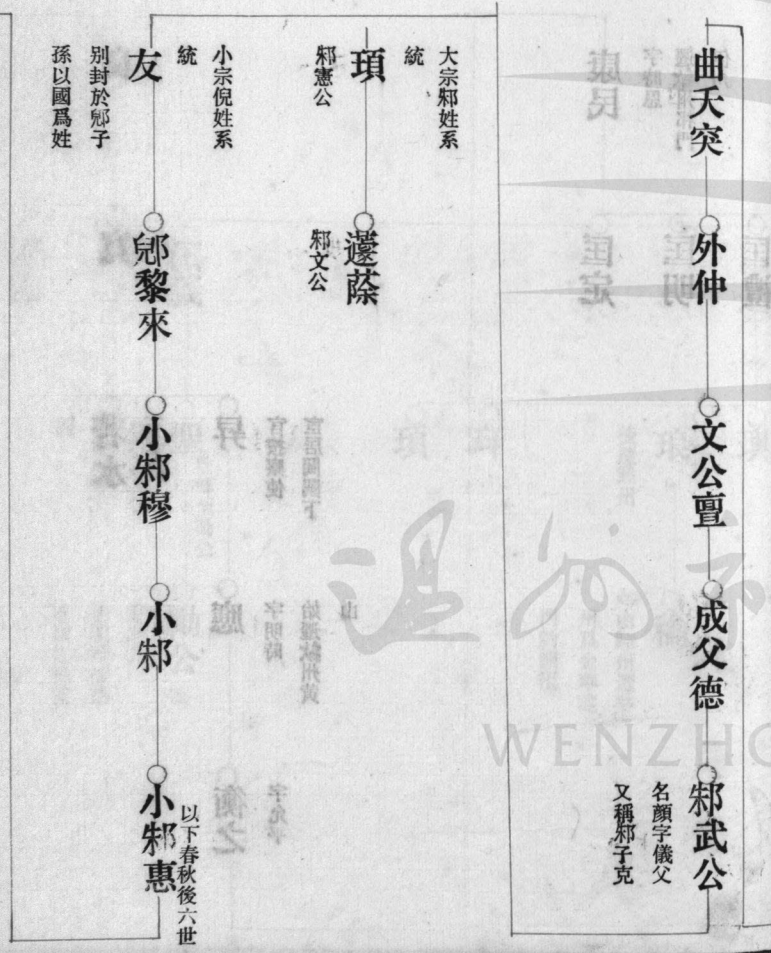 曲夭突
外仲
文公亶
成父德
邾武公
名顏字儀父
又稱邾子克
大宗邾姓系
統
頊
邾憲公
蘧蒢
邾文公
小宗倪姓系
統
友
別封於郳子
孫以國爲姓
郳黎來
小邾穆
小邾
小邾惠
以下春秋後六世
WENZHO